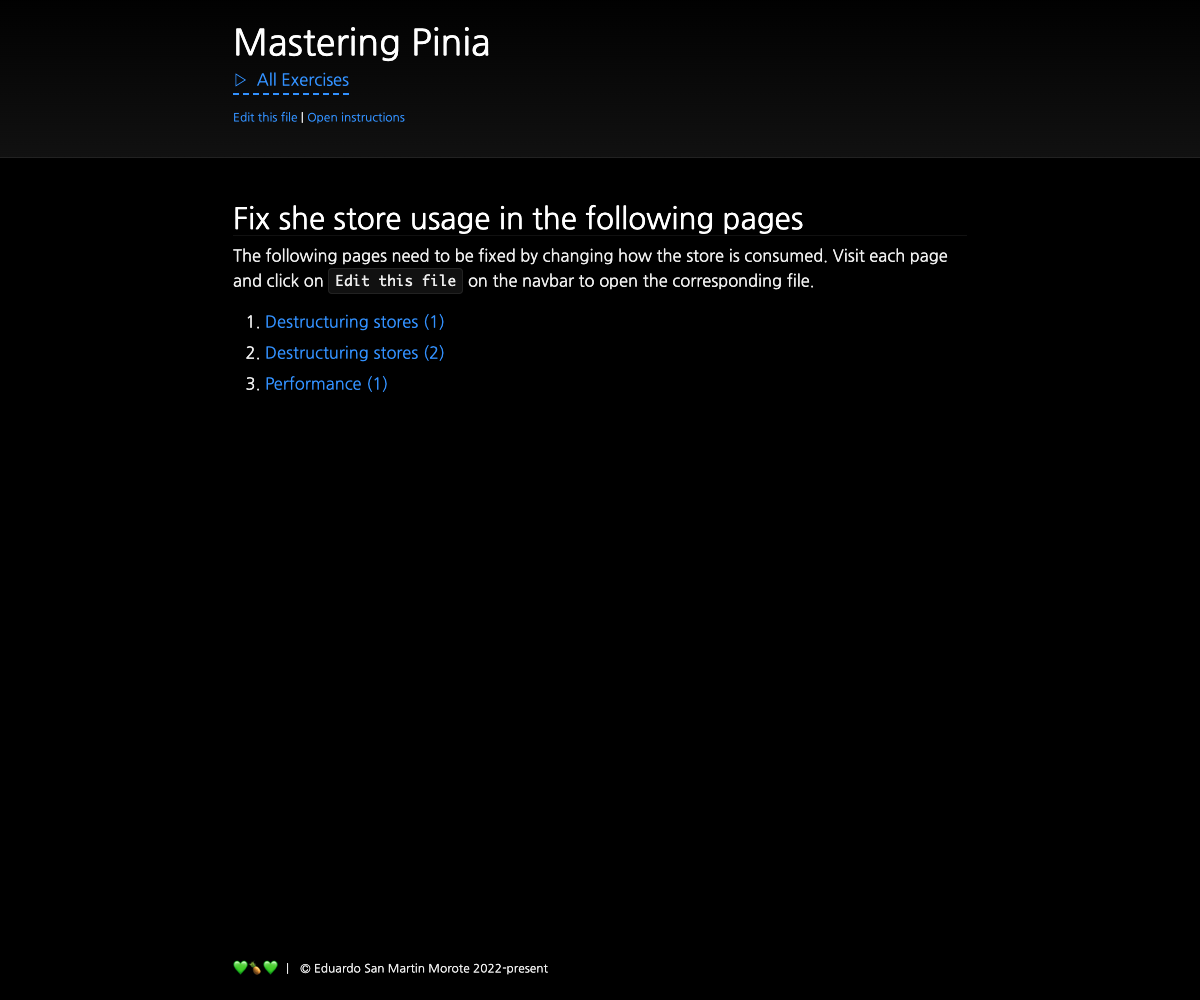 Mastering Pinia
▷ All Exercises
Edit this file | Open instructions
Fix she store usage in the following pages
The following pages need to be fixed by changing how the store is consumed. Visit each page
and click on Edit this file on the navbar to open the corresponding file.
1. Destructuring stores (1)
2. Destructuring stores (2)
3. Performance (1)
💚🍍💚 | © Eduardo San Martin Morote 2022-present